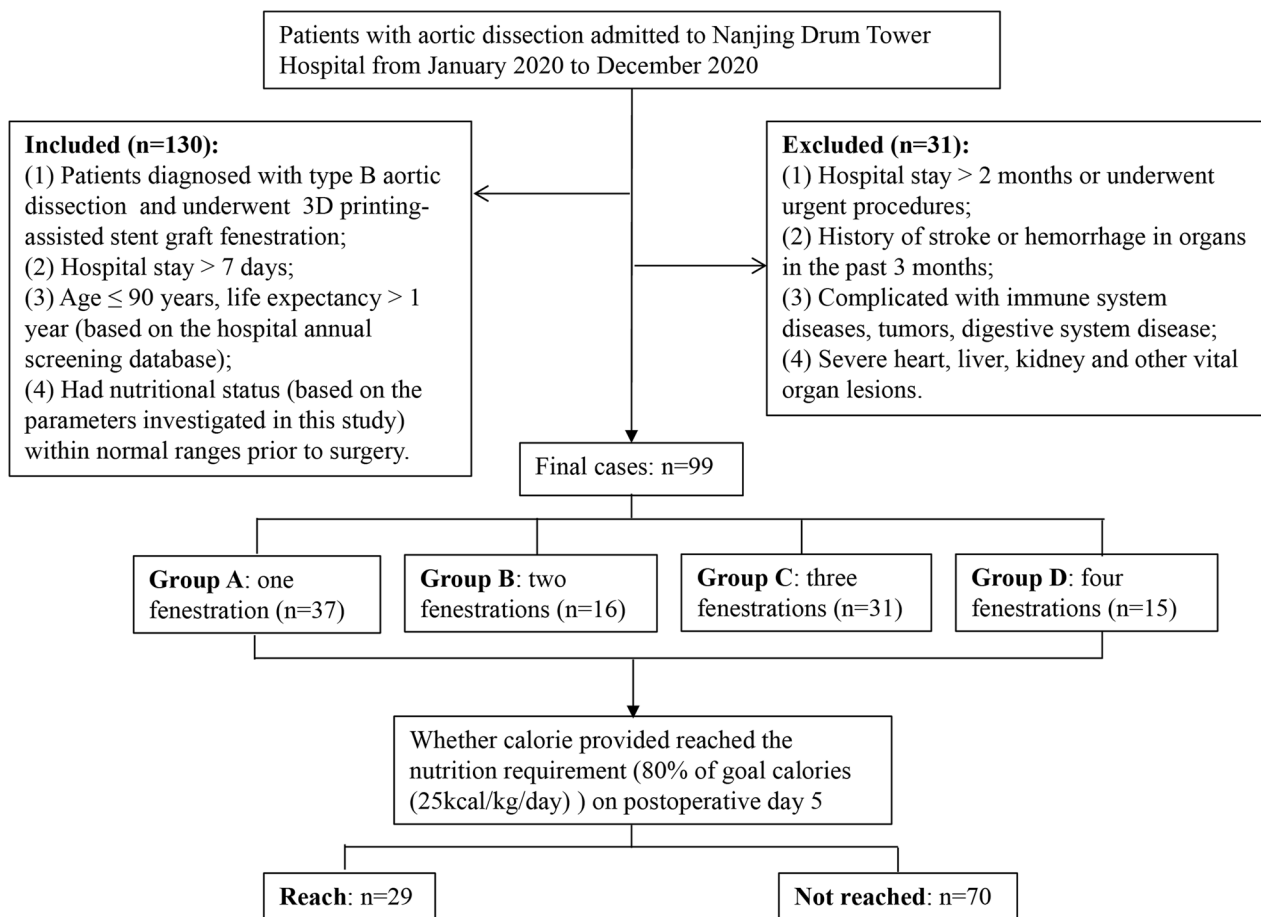 Patients with aortic dissection admitted to Nanjing Drum Tower
Hospital from January 2020 to December 2020
Included (n=130):
(1) Patients diagnosed with type B aortic
dissection and underwent 3D printing-
assisted stent graft fenestration;
(2) Hospital stay > 7 days;
(3) Age ≤ 90 years, life expectancy > 1
year (based on the hospital annual
screening database);
(4) Had nutritional status (based on the
parameters investigated in this study)
within normal ranges prior to surgery.
Excluded (n=31):
(1) Hospital stay > 2 months or underwent
urgent procedures;
(2) History of stroke or hemorrhage in organs
in the past 3 months;
(3) Complicated with immune system
diseases, tumors, digestive system disease;
(4) Severe heart, liver, kidney and other vital
organ lesions.
Final cases: n=99
Group A: one
fenestration (n=37)
Group B: two
fenestrations (n=16)
Group C: three
fenestrations (n=31)
Group D: four
fenestrations (n=15)
Whether calorie provided reached the
nutrition requirement (80% of goal calories
(25kcal/kg/day) ) on postoperative day 5
Reach: n=29
Not reached: n=70